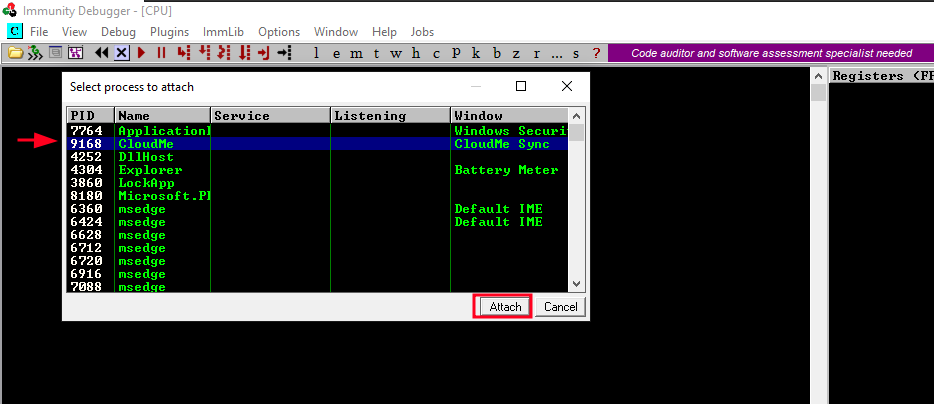 Immunity Debugger - [CPU]
C File View Debug Plugins ImmLib Options Window Help Jobs
l e m t w h c p k b z r ... s ? Code auditor and software assessment specialist needed
Registers (FP
Select process to attach
PID Name Service Listening Window
7764 Application Windows Securi
9168 CloudMe CloudMe Sync
4252 DllHost
4304 Explorer Battery Meter
3860 LockApp
8180 Microsoft.Pl
6360 msedge Default IME
6424 msedge Default IME
6628 msedge
6712 msedge
6720 msedge
6916 msedge
7088 msedge
Attach Cancel